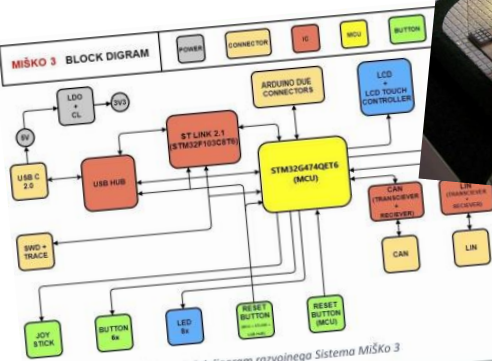 MIŠKO 3 BLOCK DIGRAM
POWER
CONNECTOR
IC
MCU
BUTTON
LDO
+
CL
3V3
5V
USB C
2.0
USB HUB
ST LINK 2.1
(STM32F103C8T6)
ARDUINO DUE
CONNECTORS
LCD
+
LCD TOUCH
CONTROLLER
STM32G474QET6
(MCU)
CAN
(TRANSCIEVER
+
RECIEVER)
LIN
(TRANSCIEVER
+
RECIEVER)
SWD +
TRACE
CAN
LIN
JOY
STICK
BUTTON
6x
LED
8x
RESET
BUTTON
RESET
BUTTON
(MCU)
razvojnega Sistema MiŠKo 3